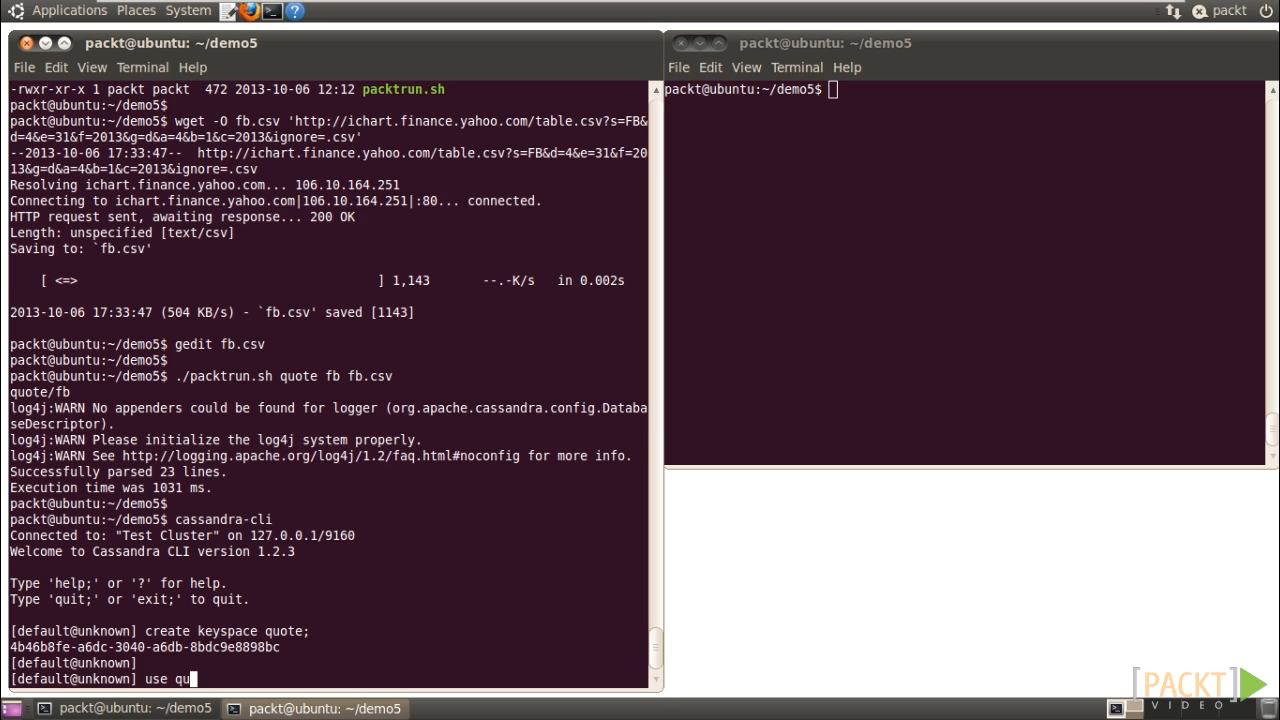 Applications Places System packt
packt@ubuntu: ~/demo5
File Edit View Terminal Help
-rwxr-xr-x 1 packt packt  472 2013-10-06 12:12 packtrun.sh
packt@ubuntu:~/demo5$
packt@ubuntu:~/demo5$ wget -O fb.csv 'http://ichart.finance.yahoo.com/table.csv?s=FB&
d=4&e=31&f=2013&g=d&a=4&b=1&c=2013&ignore=.csv'
--2013-10-06 17:33:47--  http://ichart.finance.yahoo.com/table.csv?s=FB&d=4&e=31&f=20
13&g=d&a=4&b=1&c=2013&ignore=.csv
Resolving ichart.finance.yahoo.com... 106.10.164.251
Connecting to ichart.finance.yahoo.com|106.10.164.251|:80... connected.
HTTP request sent, awaiting response... 200 OK
Length: unspecified [text/csv]
Saving to: `fb.csv'
[ <=> ] 1,143 --.-K/s in 0.002s
2013-10-06 17:33:47 (504 KB/s) - `fb.csv' saved [1143]
packt@ubuntu:~/demo5$ gedit fb.csv
packt@ubuntu:~/demo5$
packt@ubuntu:~/demo5$ ./packtrun.sh quote fb fb.csv
quote/fb
log4j:WARN No appenders could be found for logger (org.apache.cassandra.config.Databa
seDescriptor).
log4j:WARN Please initialize the log4j system properly.
log4j:WARN See http://logging.apache.org/log4j/1.2/faq.html#noconfig for more info.
Successfully parsed 23 lines.
Execution time was 1031 ms.
packt@ubuntu:~/demo5$
packt@ubuntu:~/demo5$ cassandra-cli
Connected to: "Test Cluster" on 127.0.0.1/9160
Welcome to Cassandra CLI version 1.2.3
Type 'help;' or '?' for help.
Type 'quit;' or 'exit;' to quit.
[default@unknown] create keyspace quote;
4b46b8fe-a6dc-3040-a6db-8bdc9e8898bc
[default@unknown]
[default@unknown] use qu
packt@ubuntu: ~/demo5
File Edit View Terminal Help
packt@ubuntu:~/demo5$
[PACKT]
VIDEO
packt@ubuntu: ~/demo5 packt@ubuntu: ~/demo5